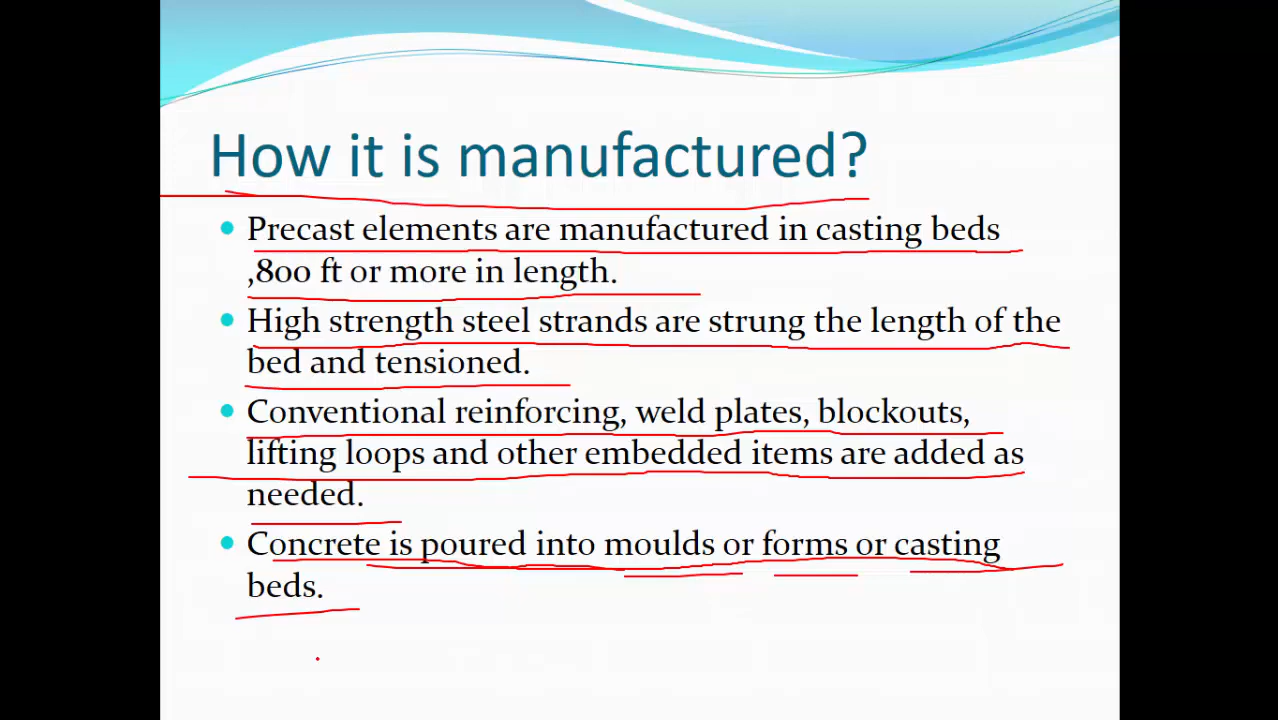 How it is manufactured?
Precast elements are manufactured in casting beds
,800 ft or more in length.
High strength steel strands are strung the length of the
bed and tensioned.
Conventional reinforcing, weld plates, blockouts,
lifting loops and other embedded items are added as
needed.
Concrete is poured into moulds or forms or casting
beds.